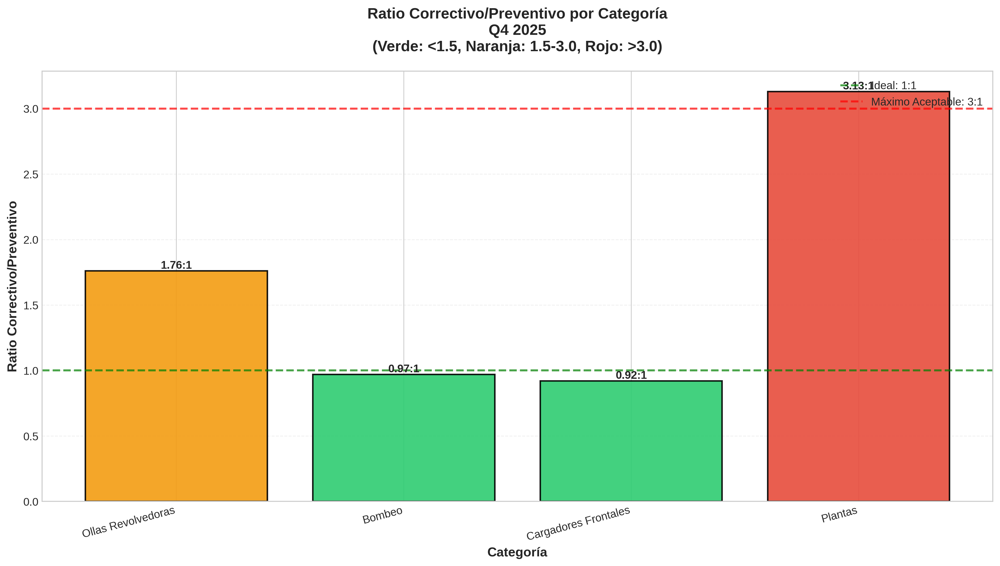 Ratio Correctivo/Preventivo por Categoría
Q4 2025
(Verde: <1.5, Naranja: 1.5-3.0, Rojo: >3.0)
3.13:1
Ideal: 1:1
Máximo Aceptable: 3:1
3.0
2.5
2.0
1.76:1
1.5
1.0
0.97:1
0.92:1
0.5
0.0
Ratio Correctivo/Preventivo
Ollas Revolvedoras
Bombeo
Cargadores Frontales
Plantas
Categoría